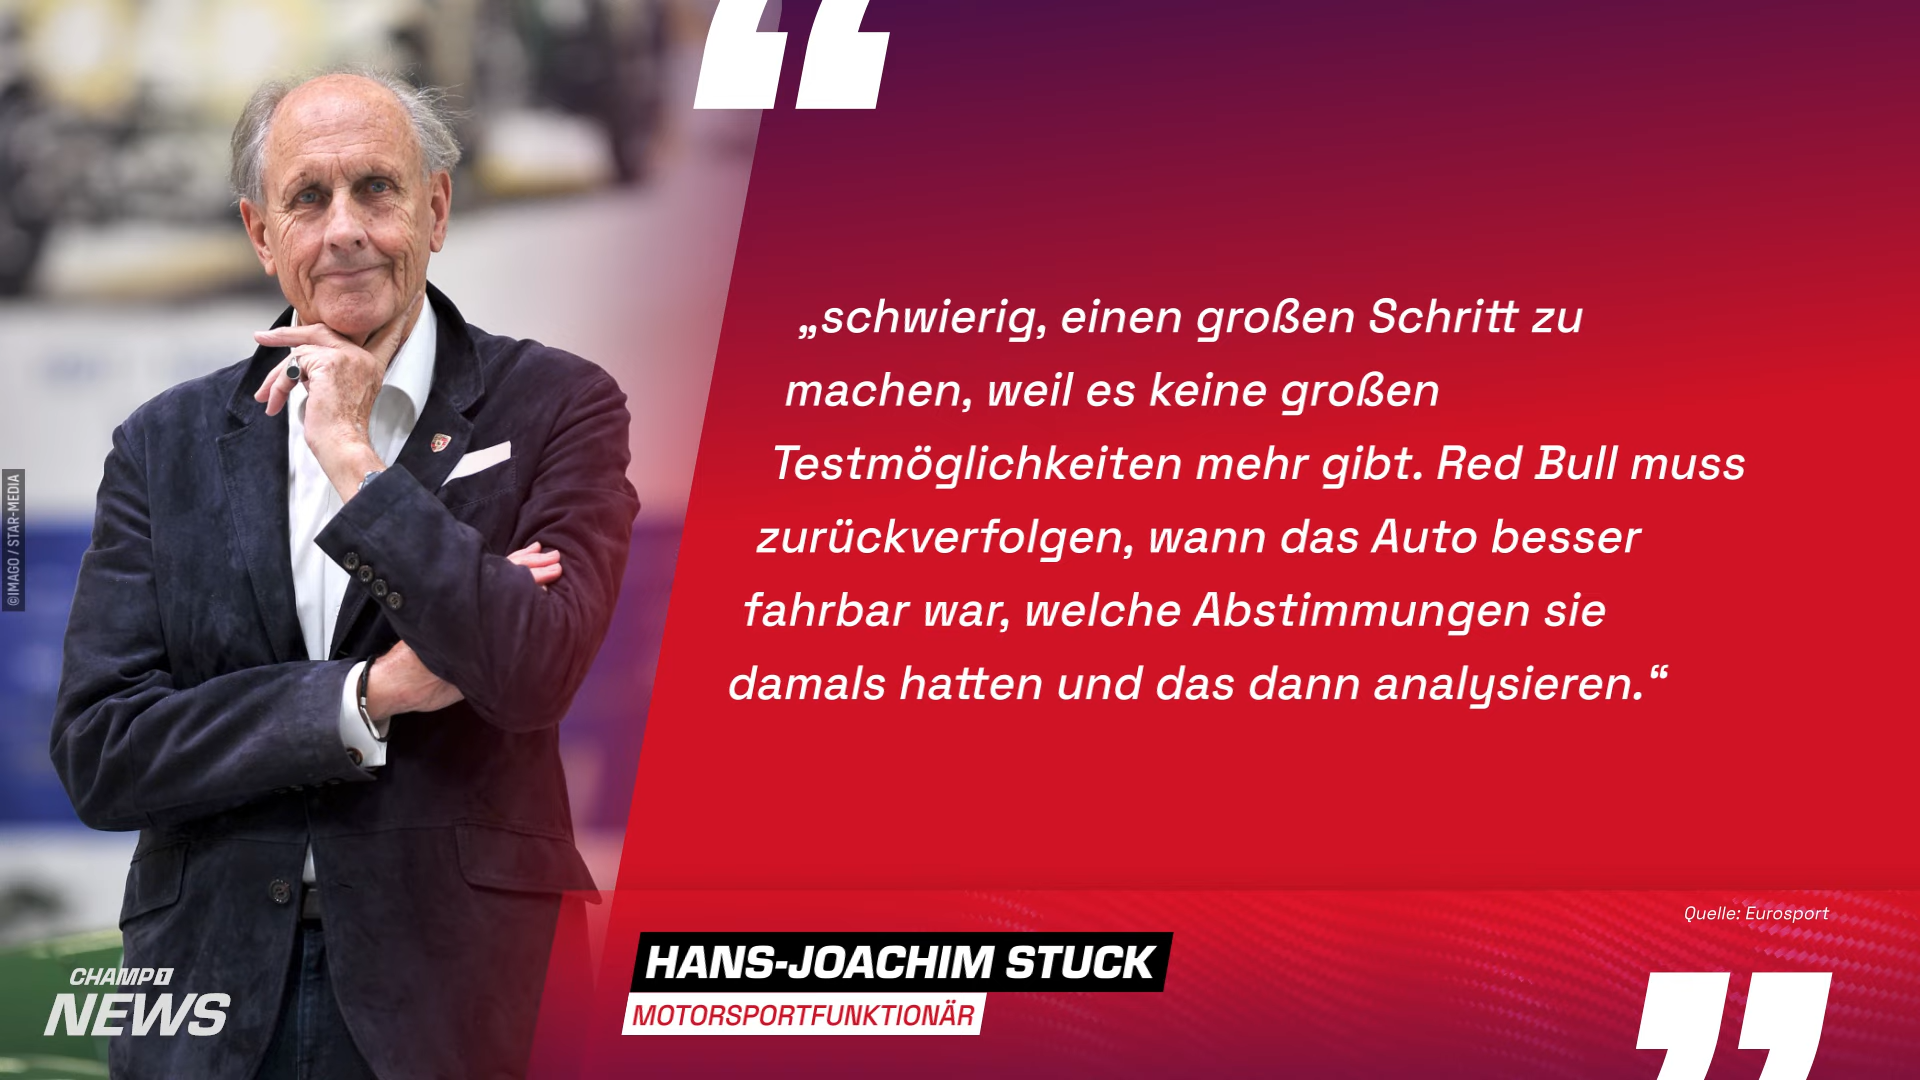 „schwierig, einen großen Schritt zu
machen, weil es keine großen
Testmöglichkeiten mehr gibt. Red Bull muss
zurückverfolgen, wann das Auto besser
fahrbar war, welche Abstimmungen sie
damals hatten und das dann analysieren.“
Quelle: Eurosport
HANS-JOACHIM STUCK
MOTORSPORTFUNKTIONÄR
CHAMP1
NEWS
©IMAGO / STAR-MEDIA